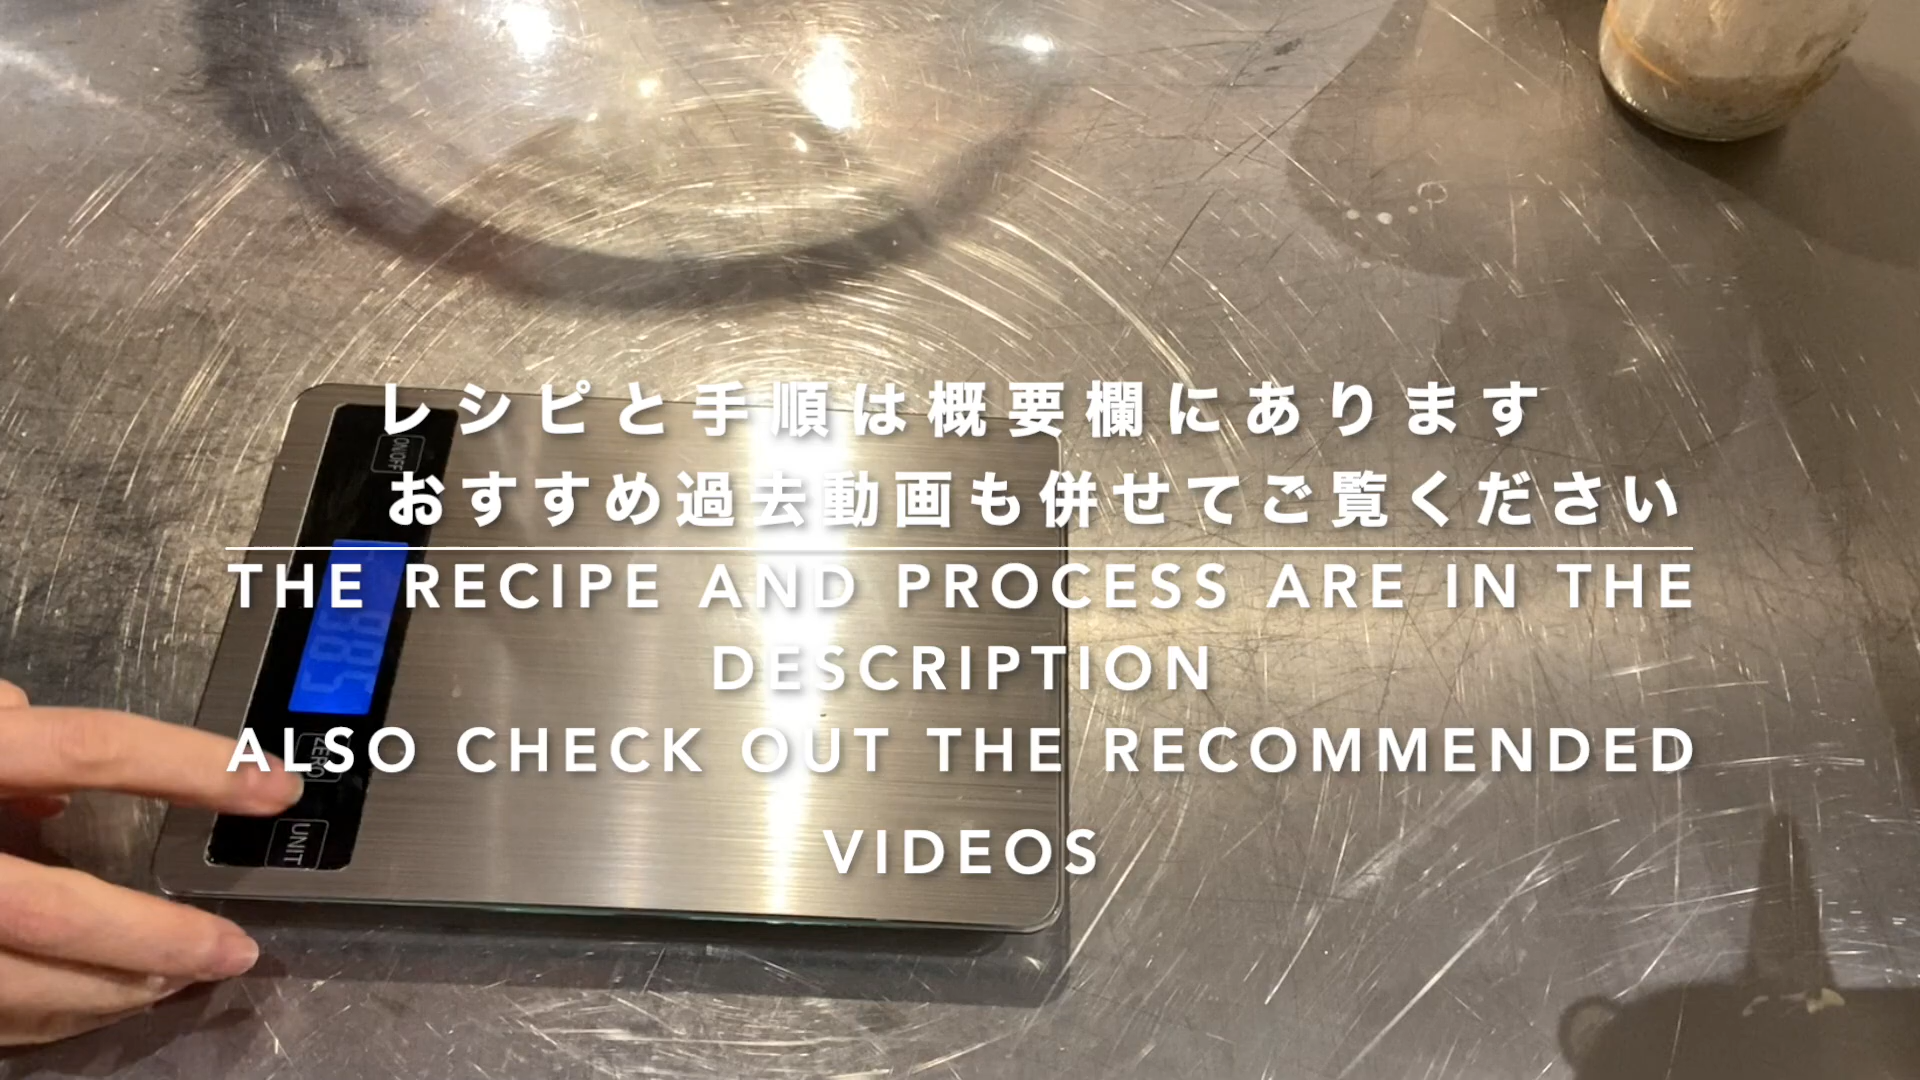 レシピと手順は概要欄にあります
おすすめ過去動画も併せてご覧ください
THE RECIPE AND PROCESS ARE IN THE
DESCRIPTION
ALSO CHECK OUT THE RECOMMENDED
VIDEOS
ON/OFF
ZERO
UNIT